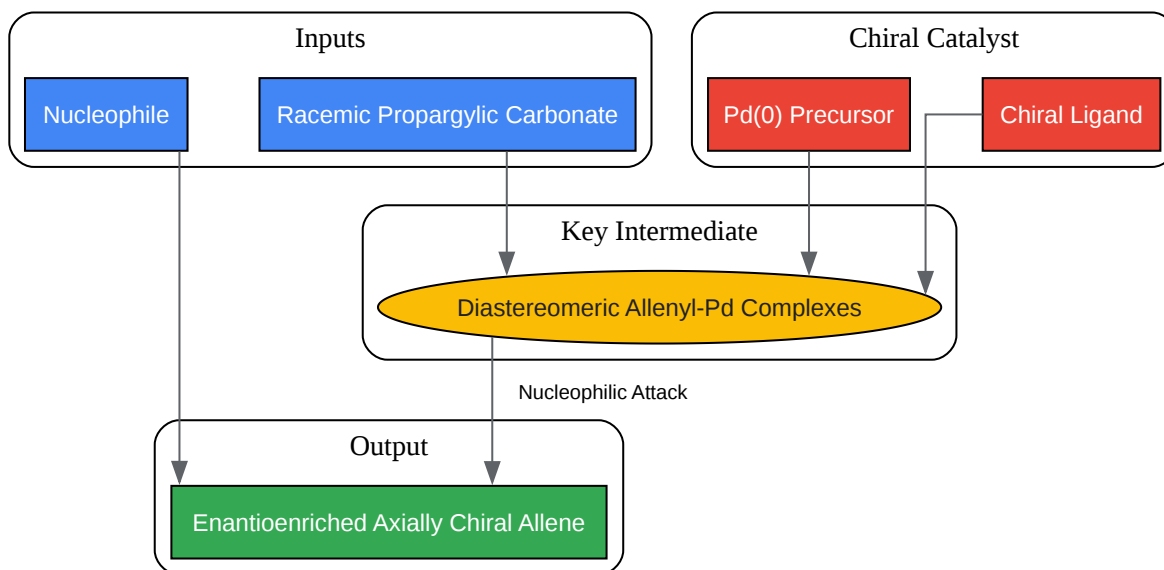 Inputs
Chiral Catalyst
Nucleophile
Racemic Propargylic Carbonate
Pd(0) Precursor
Chiral Ligand
Key Intermediate
Diastereomeric Allenyl-Pd Complexes
Nucleophilic Attack
Output
Enantioenriched Axially Chiral Allene